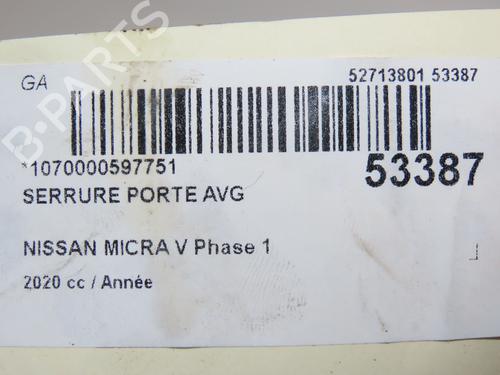 GA
52713801 53387
*1070000597751
53387
SERRURE PORTE AVG
NISSAN MICRA V Phase 1
2020 cc / Année
B-PARTS